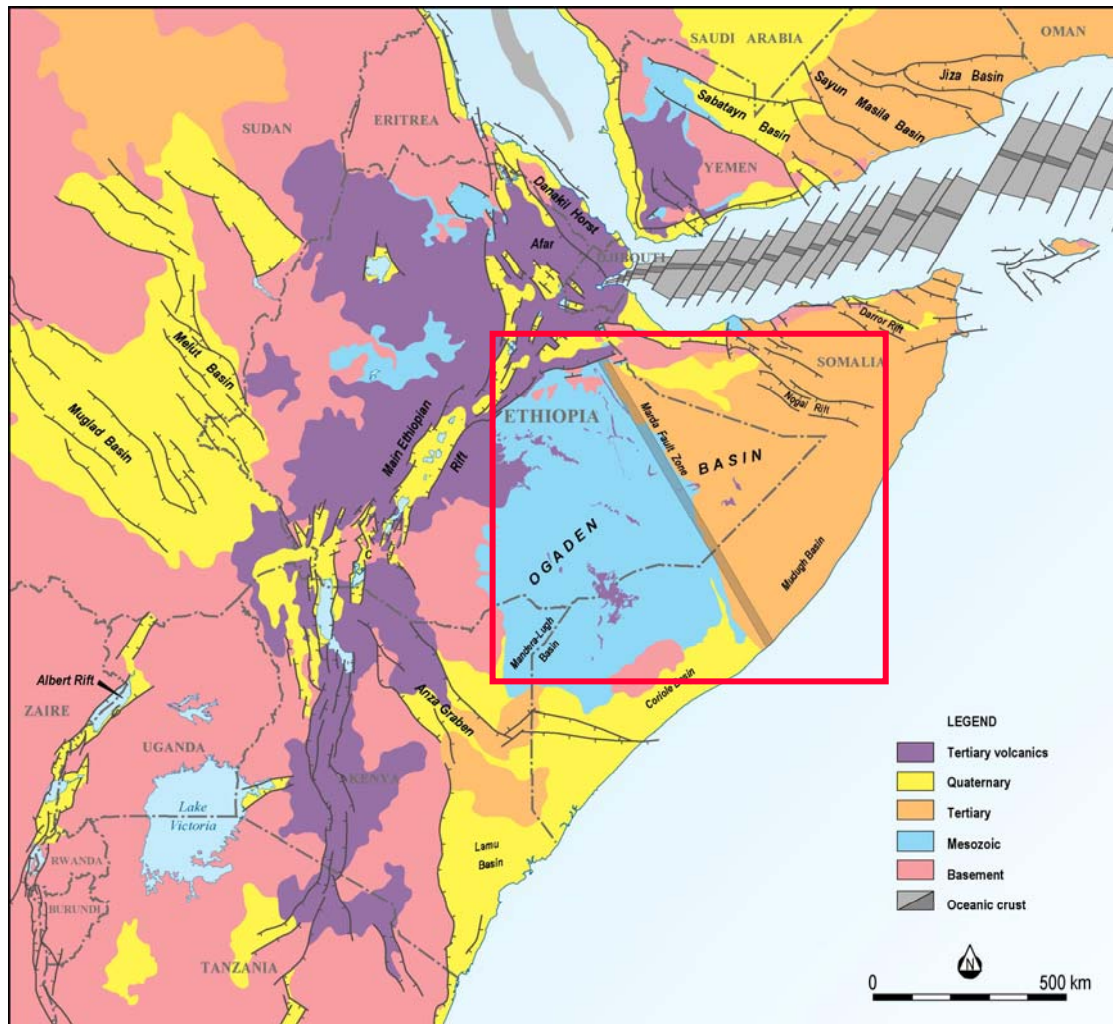 SAUDI ARABIA
OMAN
Jiza Basin
Sayun Masila Basin
Sabatayn Basin
SUDAN
ERITREA
YEMEN
Danakil Horst
Afar
DJIBOUTI
Darror Rift
SOMALIA
Nogal Rift
Melut Basin
Muglad Basin
ETHIOPIA
Main Ethiopian Rift
Marda Fault Zone
OGADEN BASIN
Mudugh Basin
C
Mandera-Lugh
Basin
Coriole Basin
Anza Graben
Albert Rift
ZAIRE
UGANDA
KENYA
Lake
Victoria
RWANDA
BURUNDI
Lamu
Basin
TANZANIA
LEGEND
Tertiary volcanics
Quaternary
Tertiary
Mesozoic
Basement
Oceanic crust
N
0 500 km